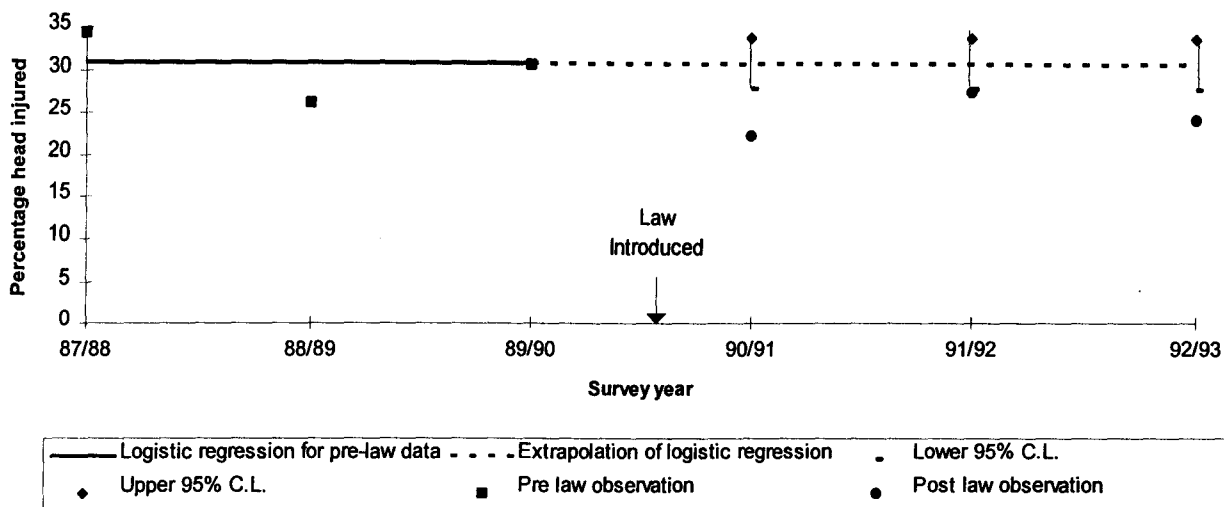 Percentage head injured
35
30
25
20
15
10
5
0
Law
Introduced
87/88 88/89 89/90 90/91 91/92 92/93
Survey year
Logistic regression for pre-law data Extrapolation of logistic regression Lower 95% C.L.
Upper 95% C.L. Pre law observation Post law observation